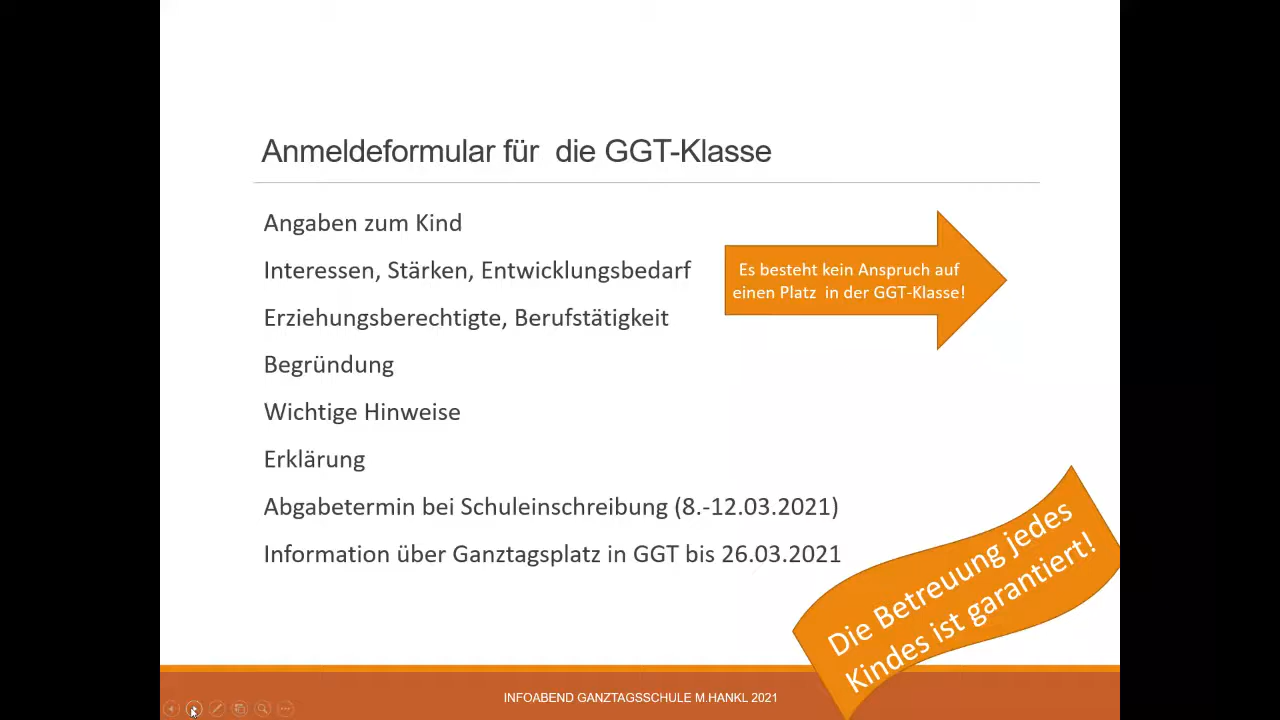 Anmeldeformular für  die GGT-Klasse
Angaben zum Kind
Interessen, Stärken, Entwicklungsbedarf
Es besteht kein Anspruch auf
einen Platz  in der GGT-Klasse!
Erziehungsberechtigte, Berufstätigkeit
Begründung
Wichtige Hinweise
Erklärung
Abgabetermin bei Schuleinschreibung (8.-12.03.2021)
Information über Ganztagsplatz in GGT bis 26.03.2021
Die Betreuung jedes
Kindes ist garantiert!
INFOABEND GANZTAGSSCHULE M.HANKL 2021